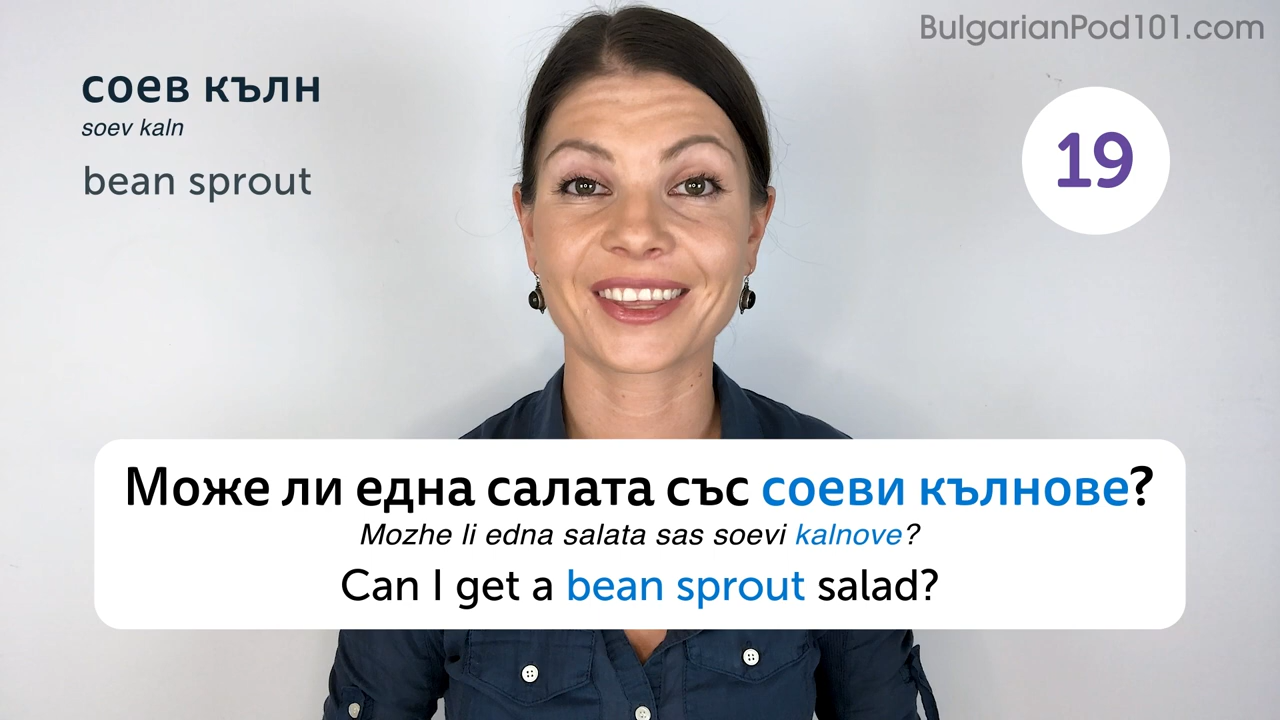 BulgarianPod101.com
соев кълн
soev kaln
bean sprout
19
Може ли една салата със соеви кълнове?
Mozhe li edna salata sas soevi kalnove?
Can I get a bean sprout salad?